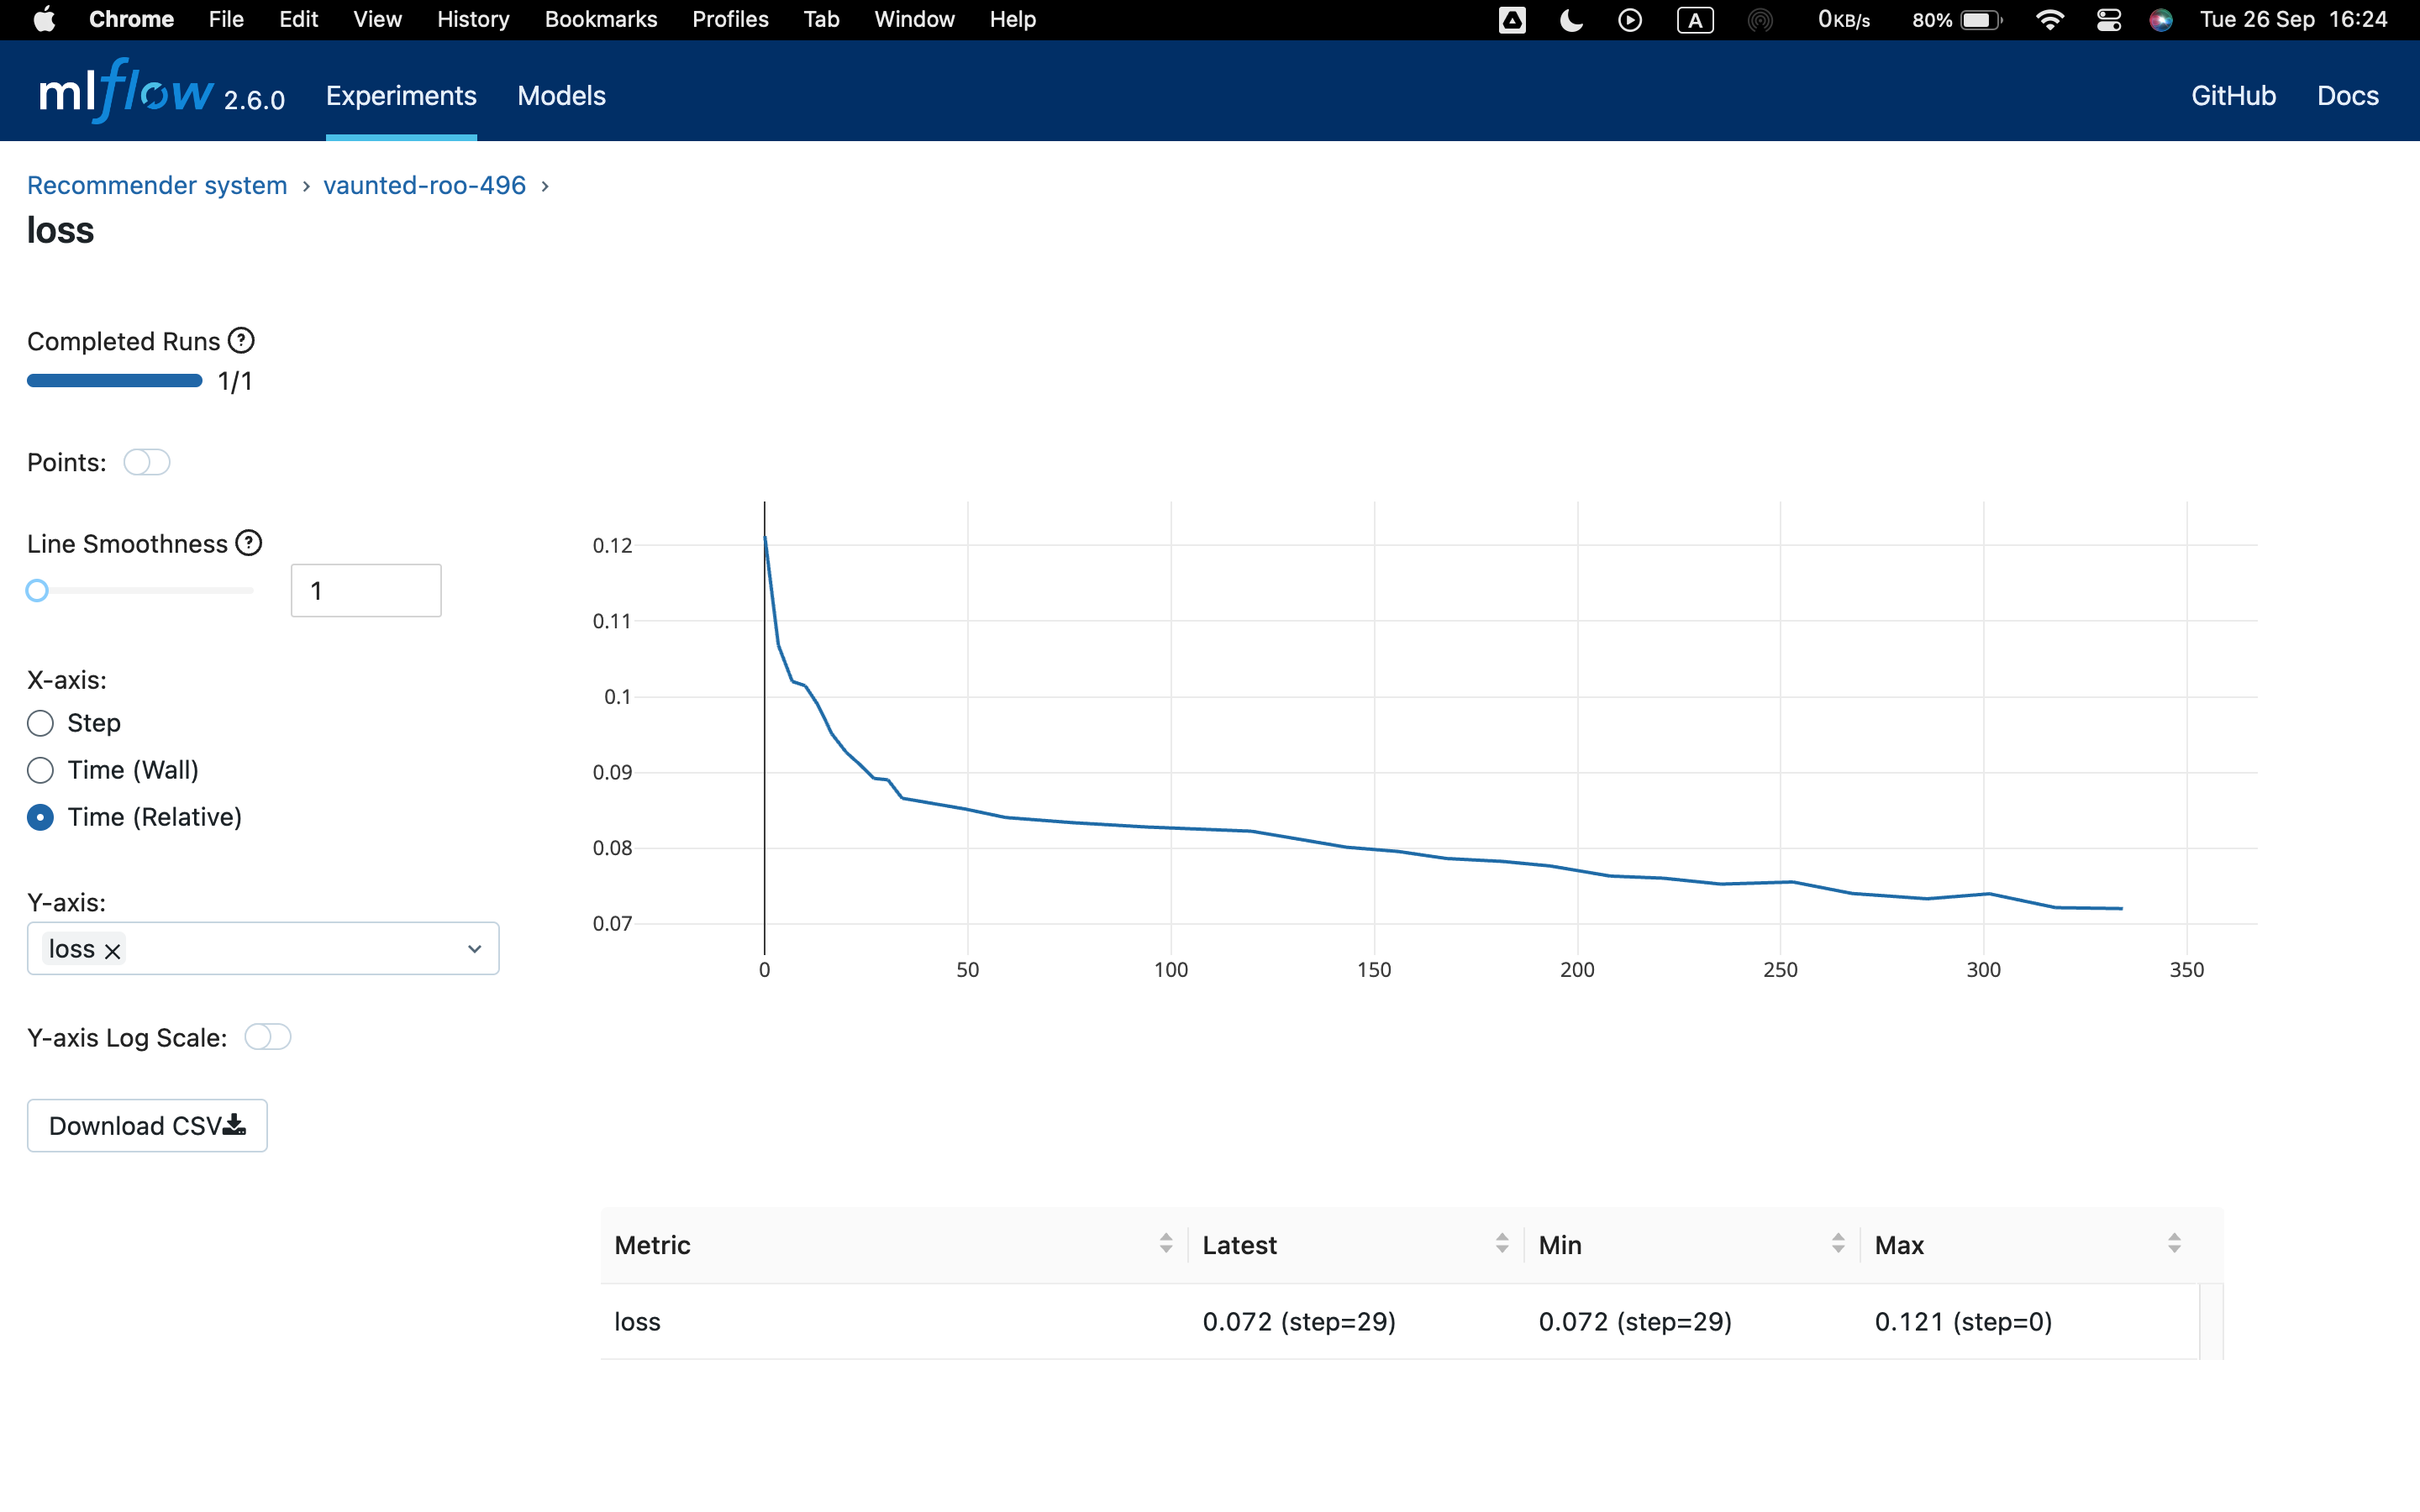 Chrome File Edit View History Bookmarks Profiles Tab Window Help A 0KB/s 80% Tue 26 Sep 16:24
mlflow 2.6.0 Experiments Models GitHub Docs
Recommender system › vaunted-roo-496 ›
loss
Completed Runs ?
1/1
Points:
Line Smoothness ?
1
X-axis:
Step
Time (Wall)
Time (Relative)
Y-axis:
loss ×
Y-axis Log Scale:
Download CSV
0.12
0.11
0.1
0.09
0.08
0.07
0 50 100 150 200 250 300 350
Metric Latest Min Max
loss 0.072 (step=29) 0.072 (step=29) 0.121 (step=0)